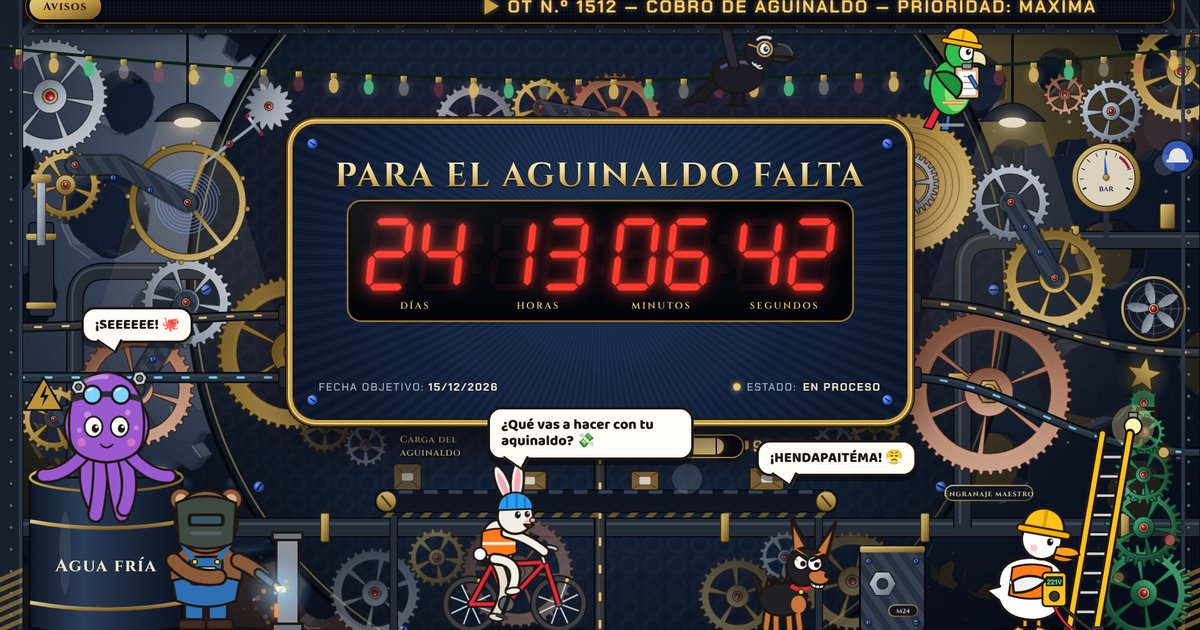 AVISOS
▶ OT N.º 1512 — COBRO DE AGUINALDO — PRIORIDAD: MÁXIMA
PARA EL AGUINALDO FALTA
24 13 06 42
DÍAS HORAS MINUTOS SEGUNDOS
BAR
¡SEEEEEE! 🐙
FECHA OBJETIVO: 15/12/2026
ESTADO: EN PROCESO
CARGA DEL
AGUINALDO
¿Qué vas a hacer con tu
aguinaldo? 💸
¡HENDAPAITÉMA! 😤
ENGRANAJE MAESTRO
AGUA FRÍA
221V
M24